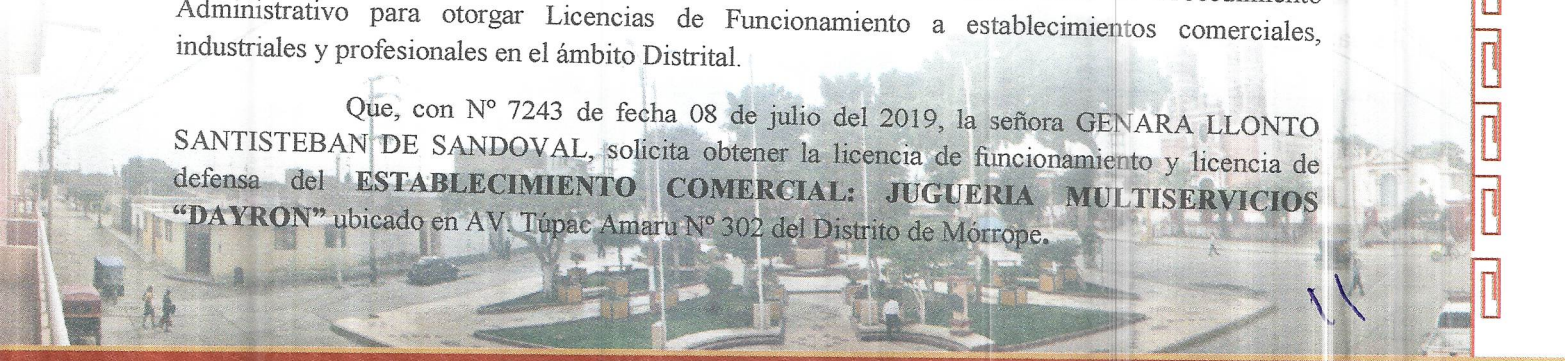 Administrativo para otorgar Licencias de Funcionamiento a establecimientos comerciales,
industriales y profesionales en el ámbito Distrital.
Que, con Nº 7243 de fecha 08 de julio del 2019, la señora GENARA LLONTO
SANTISTEBAN DE SANDOVAL, solicita obtener la licencia de funcionamiento y licencia de
defensa del ESTABLECIMIENTO COMERCIAL: JUGUERIA MULTISERVICIOS
“DAYRON” ubicado en AV. Túpac Amaru Nº 302 del Distrito de Mórrope.